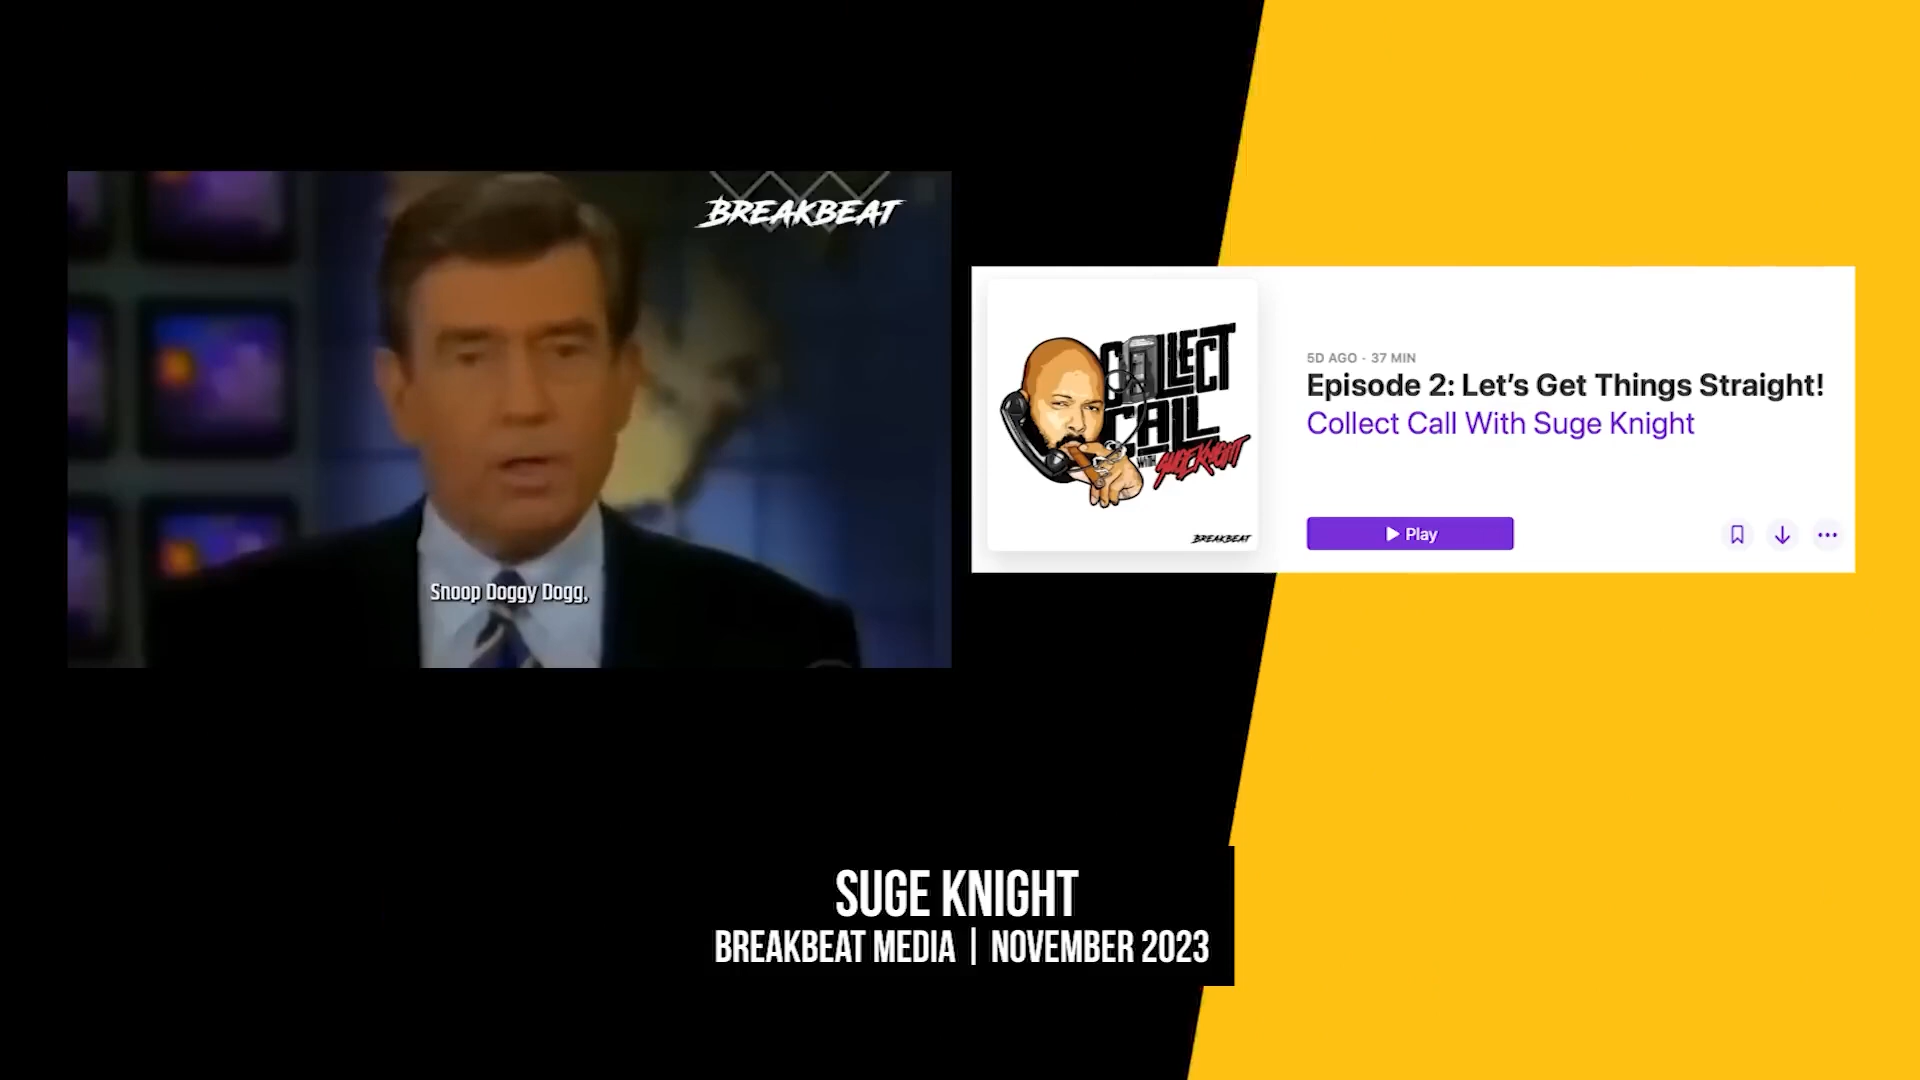 BREAKBEAT
Snoop Doggy Dogg,
COLLECT
CALL
WITH SUGE KNIGHT
BREAKBEAT
5D AGO · 37 MIN
Episode 2: Let's Get Things Straight!
Collect Call With Suge Knight
Play
SUGE KNIGHT
BREAKBEAT MEDIA | NOVEMBER 2023